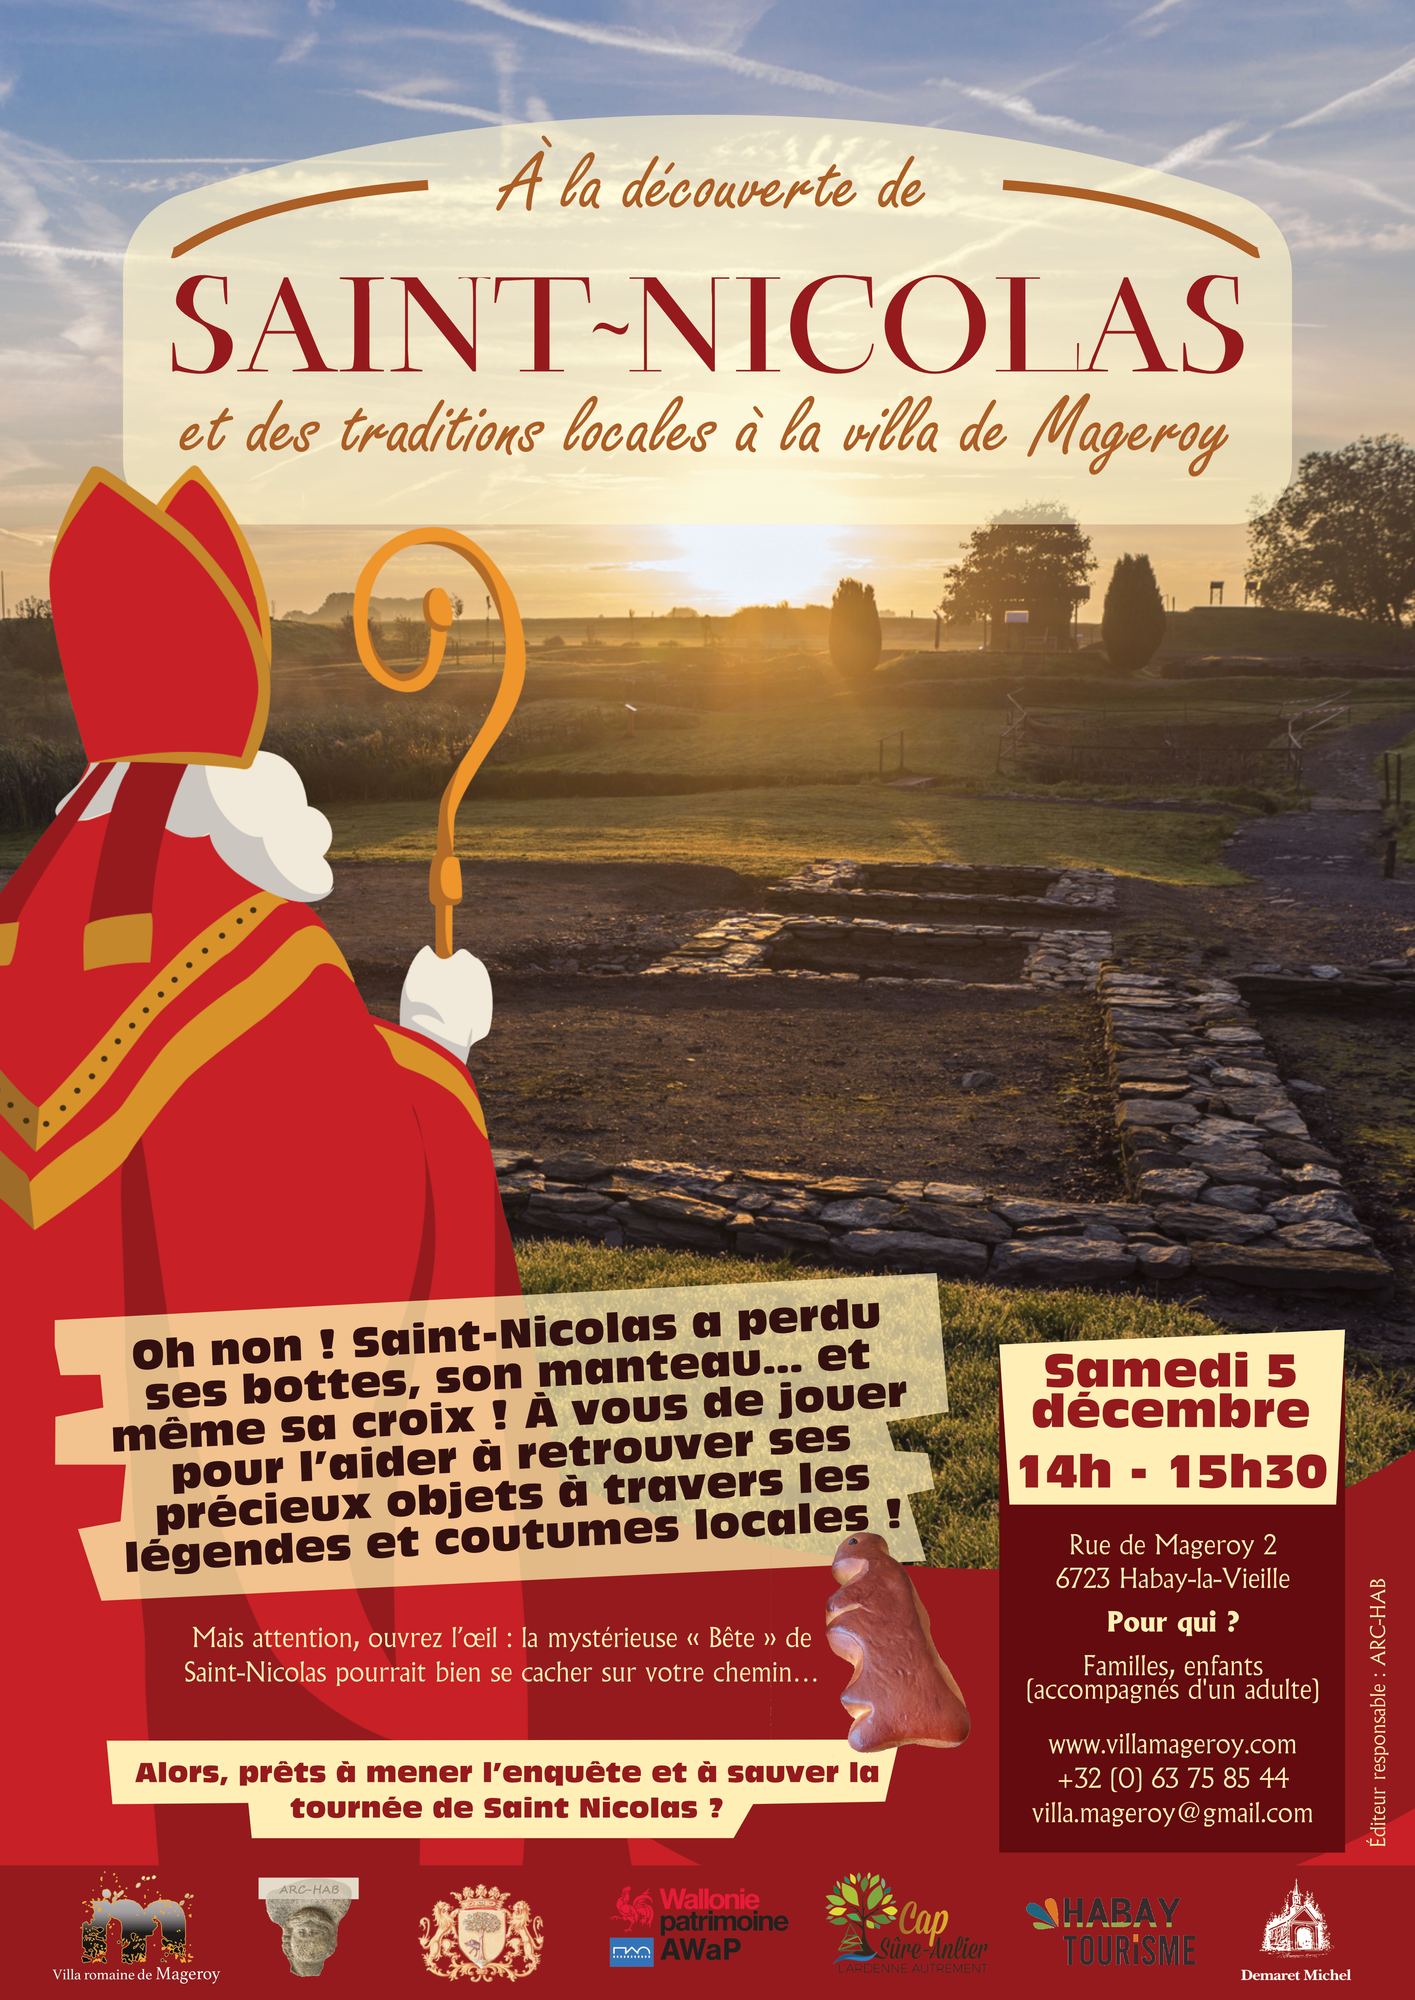 À la découverte de
SAINT~NICOLAS
et des traditions locales à la villa de Mageroy
Oh non ! Saint-Nicolas a perdu
ses bottes, son manteau... et
même sa croix ! À vous de jouer
pour l'aider à retrouver ses
précieux objets à travers les
légendes et coutumes locales !
Mais attention, ouvrez l'œil : la mystérieuse « Bête » de
Saint-Nicolas pourrait bien se cacher sur votre chemin...
Alors, prêts à mener l'enquête et à sauver la
tournée de Saint Nicolas ?
Samedi 5
décembre
14h - 15h30
Rue de Mageroy 2
6723 Habay-la-Vieille
Pour qui ?
Familles, enfants
(accompagnés d'un adulte)
www.villamageroy.com
+32 (0) 63 75 85 44
villa.mageroy@gmail.com
Éditeur responsable : ARC-HAB
Villa romaine de Mageroy
ARC-HAB
Wallonie
patrimoine
AWaP
Cap
Sûre-Anlier
L'ARDENNE AUTREMENT
HABAY
TOURISME
Demaret Michel